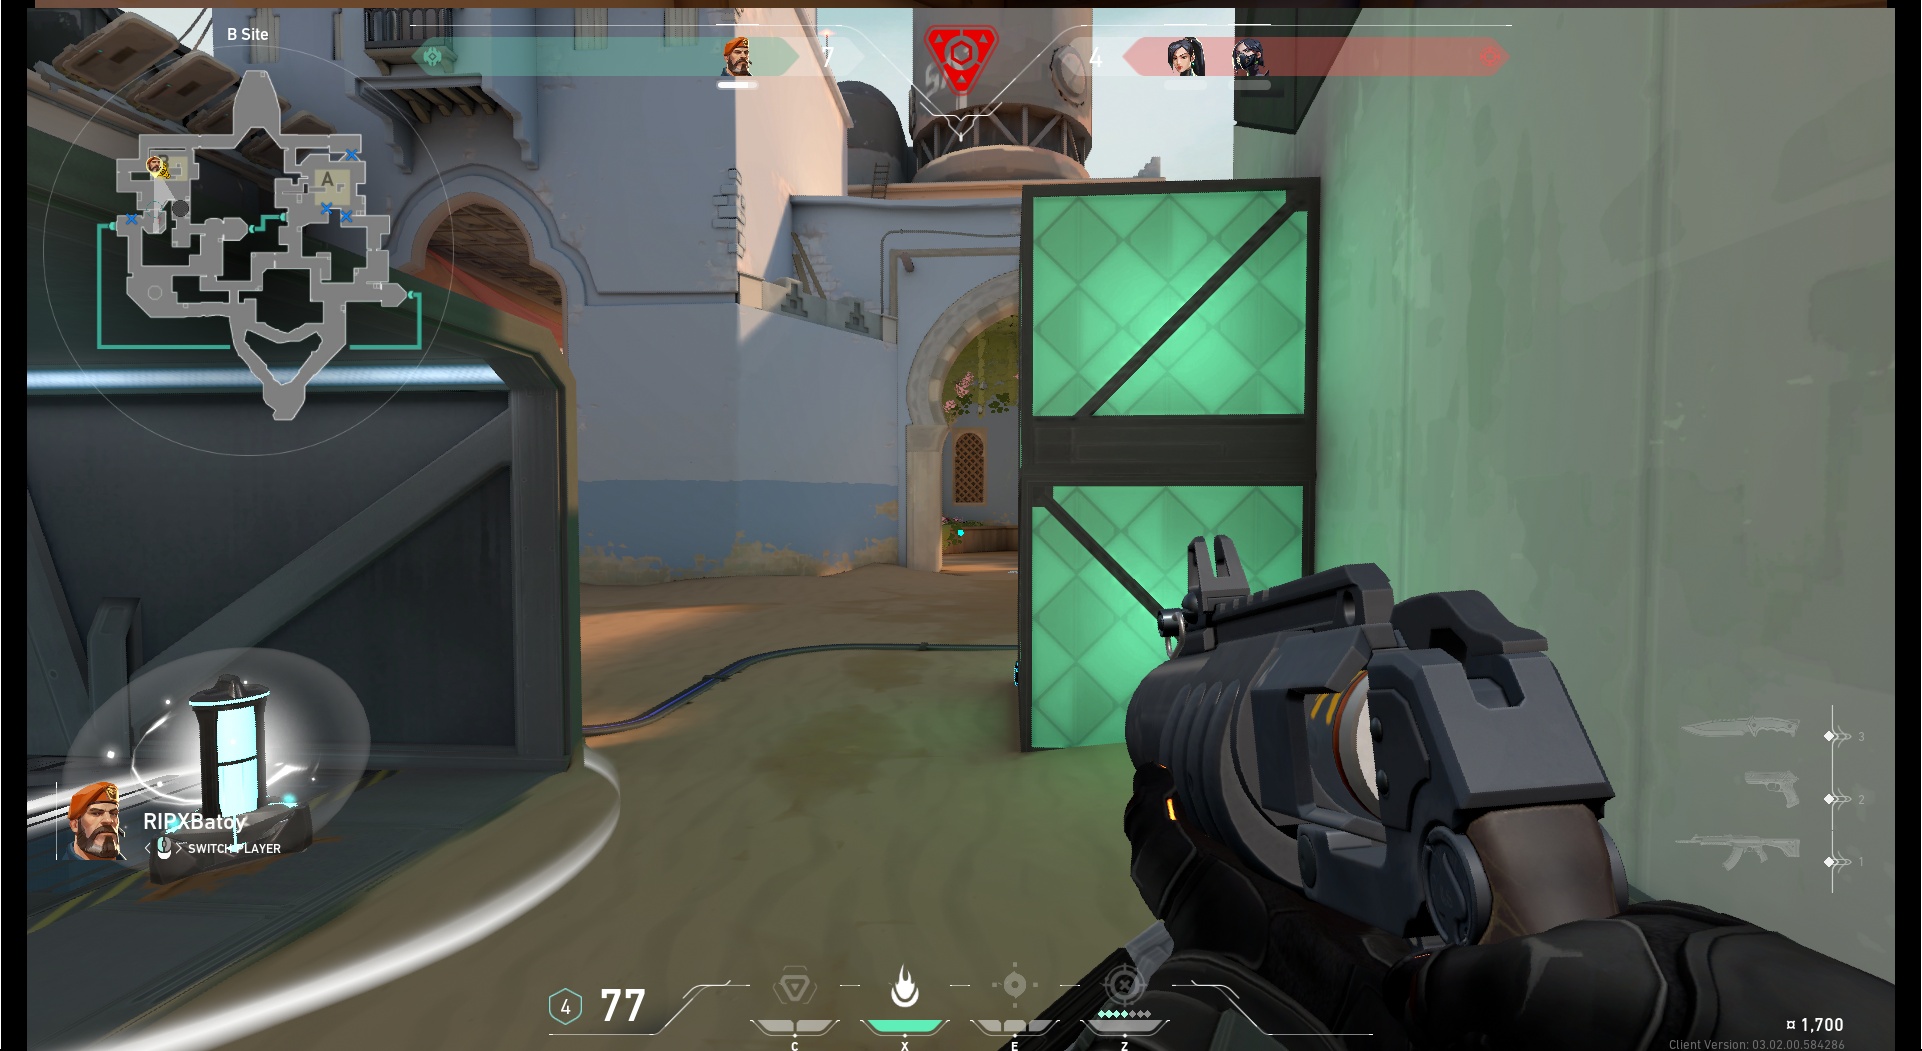 B Site
7
4
A
RIPXBatoy
< > SWITCH PLAYER
3
2
1
4
77
C
X
E
Z
¤ 1,700
Client Version: 03.02.00.584286